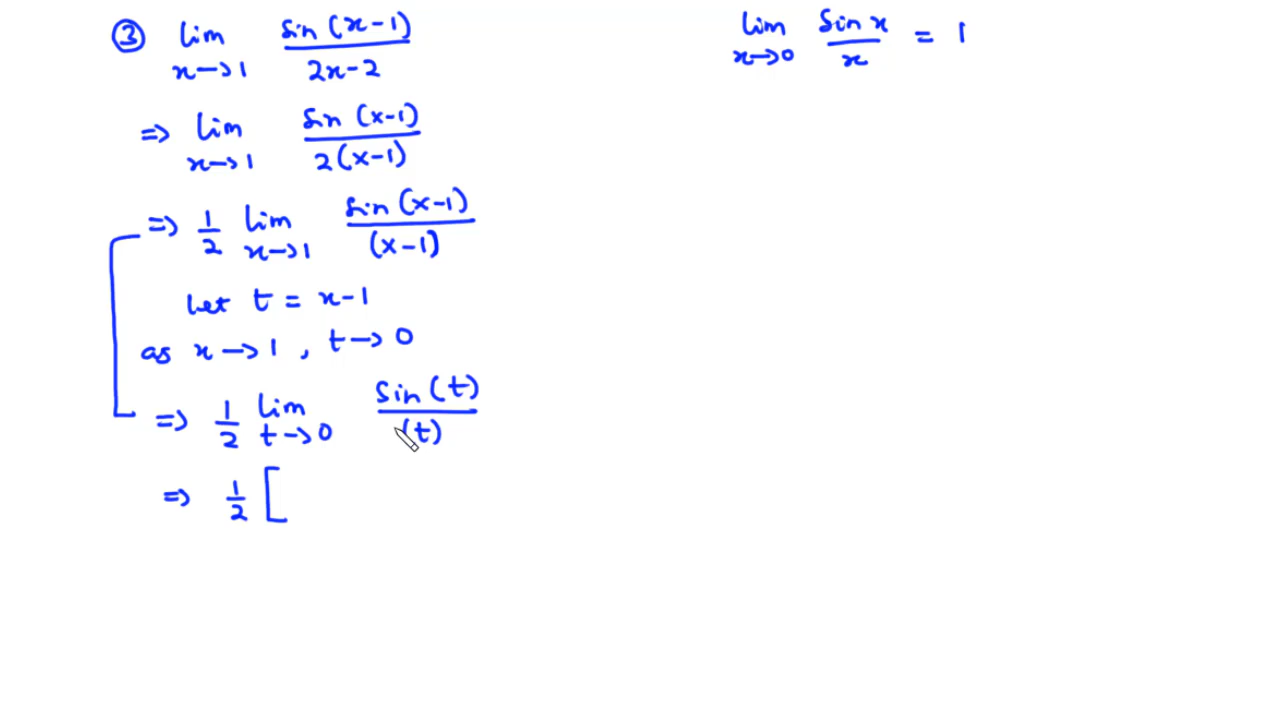 ③ lim x→1 sin(x-1) / 2x-2
lim x→0 sin x / x = 1
⇒ lim x→1 sin(x-1) / 2(x-1)
⇒ 1/2 lim x→1 sin(x-1) / (x-1)
let t = x-1
as x→1, t→0
⇒ 1/2 lim t→0 sin(t) / (t)
⇒ 1/2 [